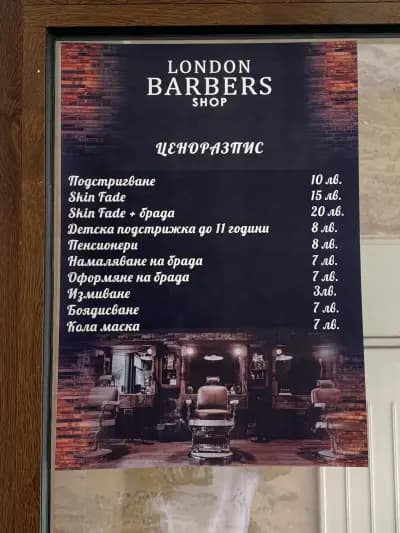 LONDON
BARBERS
SHOP
ЦЕНОРАЗПИС
Подстригване 10 лв.
Skin Fade 15 лв.
Skin Fade + брада 20 лв.
Детска подстрижка до 11 години 8 лв.
Пенсионери 8 лв.
Намаляване на брада 7 лв.
Оформяне на брада 7 лв.
Измиване 3лв.
Боядисване 7 лв.
Кола маска 7 лв.